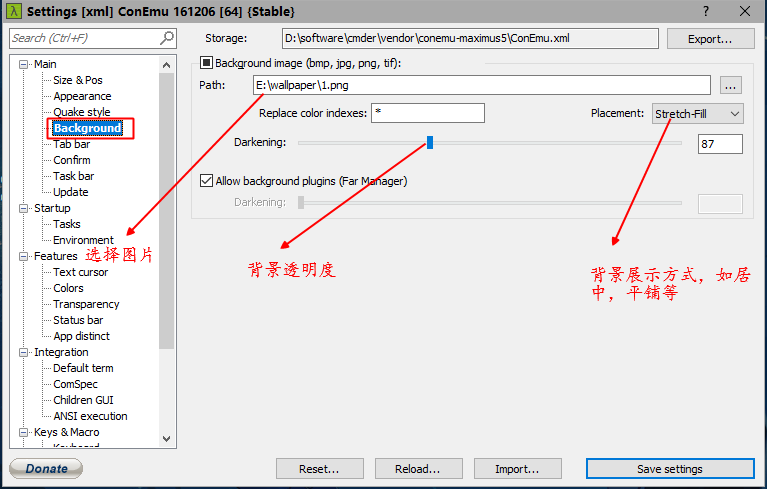 Settings [xml] ConEmu 161206 [64] {Stable}
Search (Ctrl+F)
Storage:
D:\software\cmder\vendor\conemu-maximus5\ConEmu.xml
Export...
Main
Size & Pos
Appearance
Quake style
Background
Tab bar
Confirm
Task bar
Update
Startup
Tasks
Environment
Features
Text cursor
Colors
Transparency
Status bar
App distinct
Integration
Default term
ComSpec
Children GUI
ANSI execution
Keys & Macro
Keyboard
Background image (bmp, jpg, png, tif):
Path:
E:\wallpaper\1.png
...
Replace color indexes:
*
Placement:
Stretch-Fill
Darkening:
87
Allow background plugins (Far Manager)
Darkening:
选择图片
背景透明度
背景展示方式，如居
中，平铺等
Donate
Reset...
Reload...
Import...
Save settings